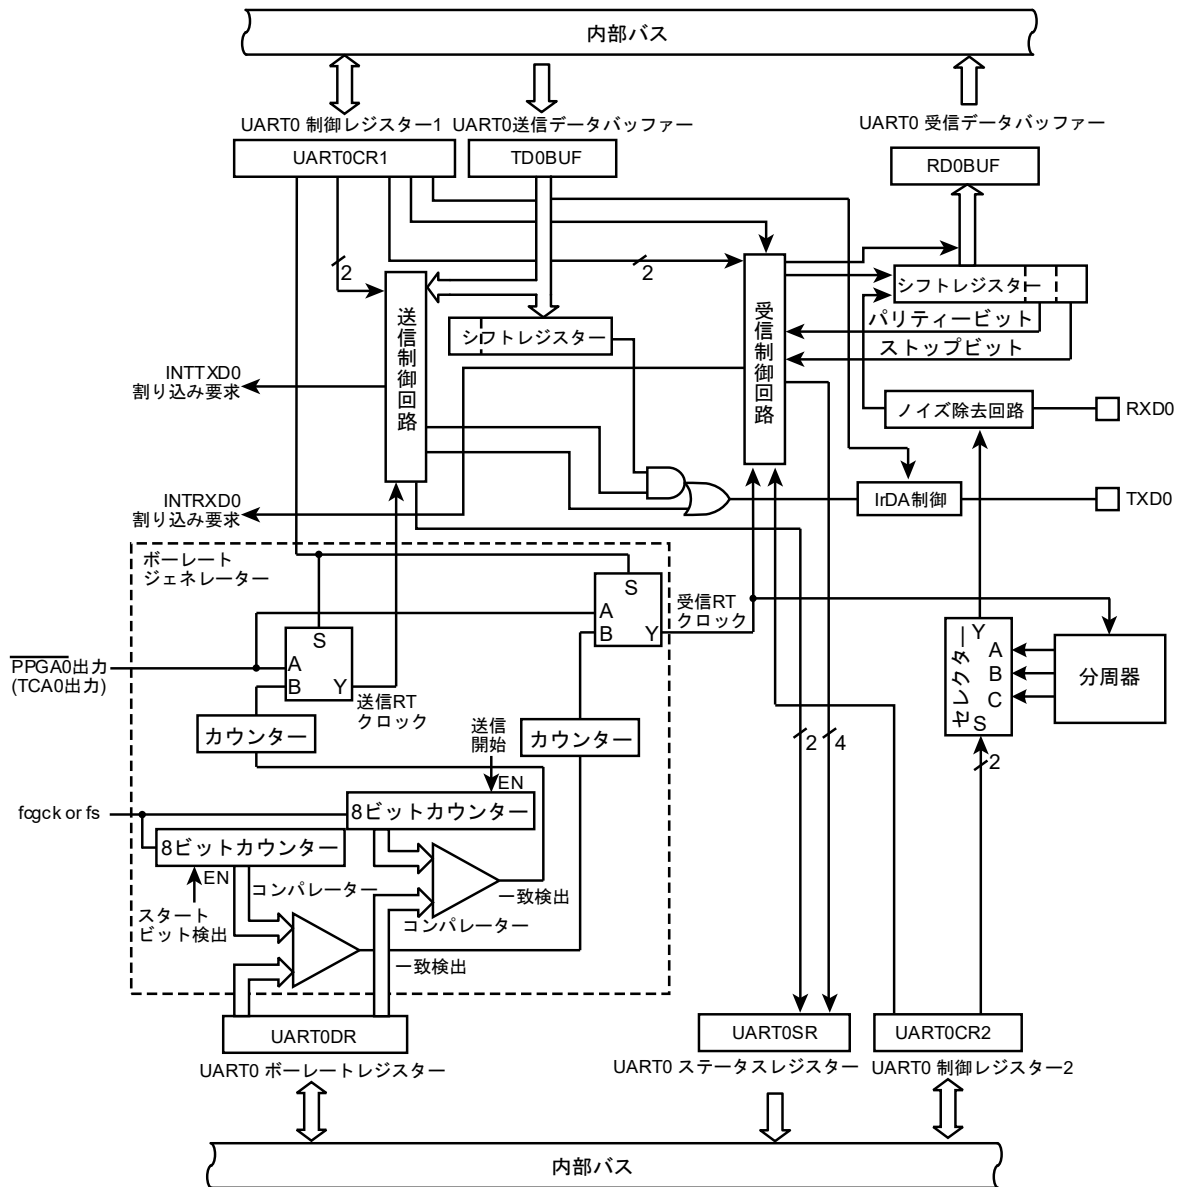 内部バス
UART0 制御レジスター1
UART0送信データバッファー
UART0 受信データバッファー
UART0CR1
TD0BUF
RD0BUF
2
2
送信制御回路
受信制御回路
シフトレジスター
シフトレジスター
パリティービット
ストップビット
INTTXD0
割り込み要求
ノイズ除去回路
RXD0
INTRXD0
割り込み要求
IrDA制御
TXD0
ボーレート
ジェネレーター
S
A
B
Y
受信RT
クロック
S
A
B
Y
送信RT
クロック
PPGA0出力
(TCA0出力)
セレクター
Y
A
B
C
S
分周器
カウンター
送信
開始
カウンター
2
4
2
EN
fcgck or fs
8ビットカウンター
8ビットカウンター
EN
コンパレーター
スタート
ビット検出
一致検出
コンパレーター
一致検出
UART0DR
UART0SR
UART0CR2
UART0 ボーレートレジスター
UART0 ステータスレジスター
UART0 制御レジスター2
内部バス